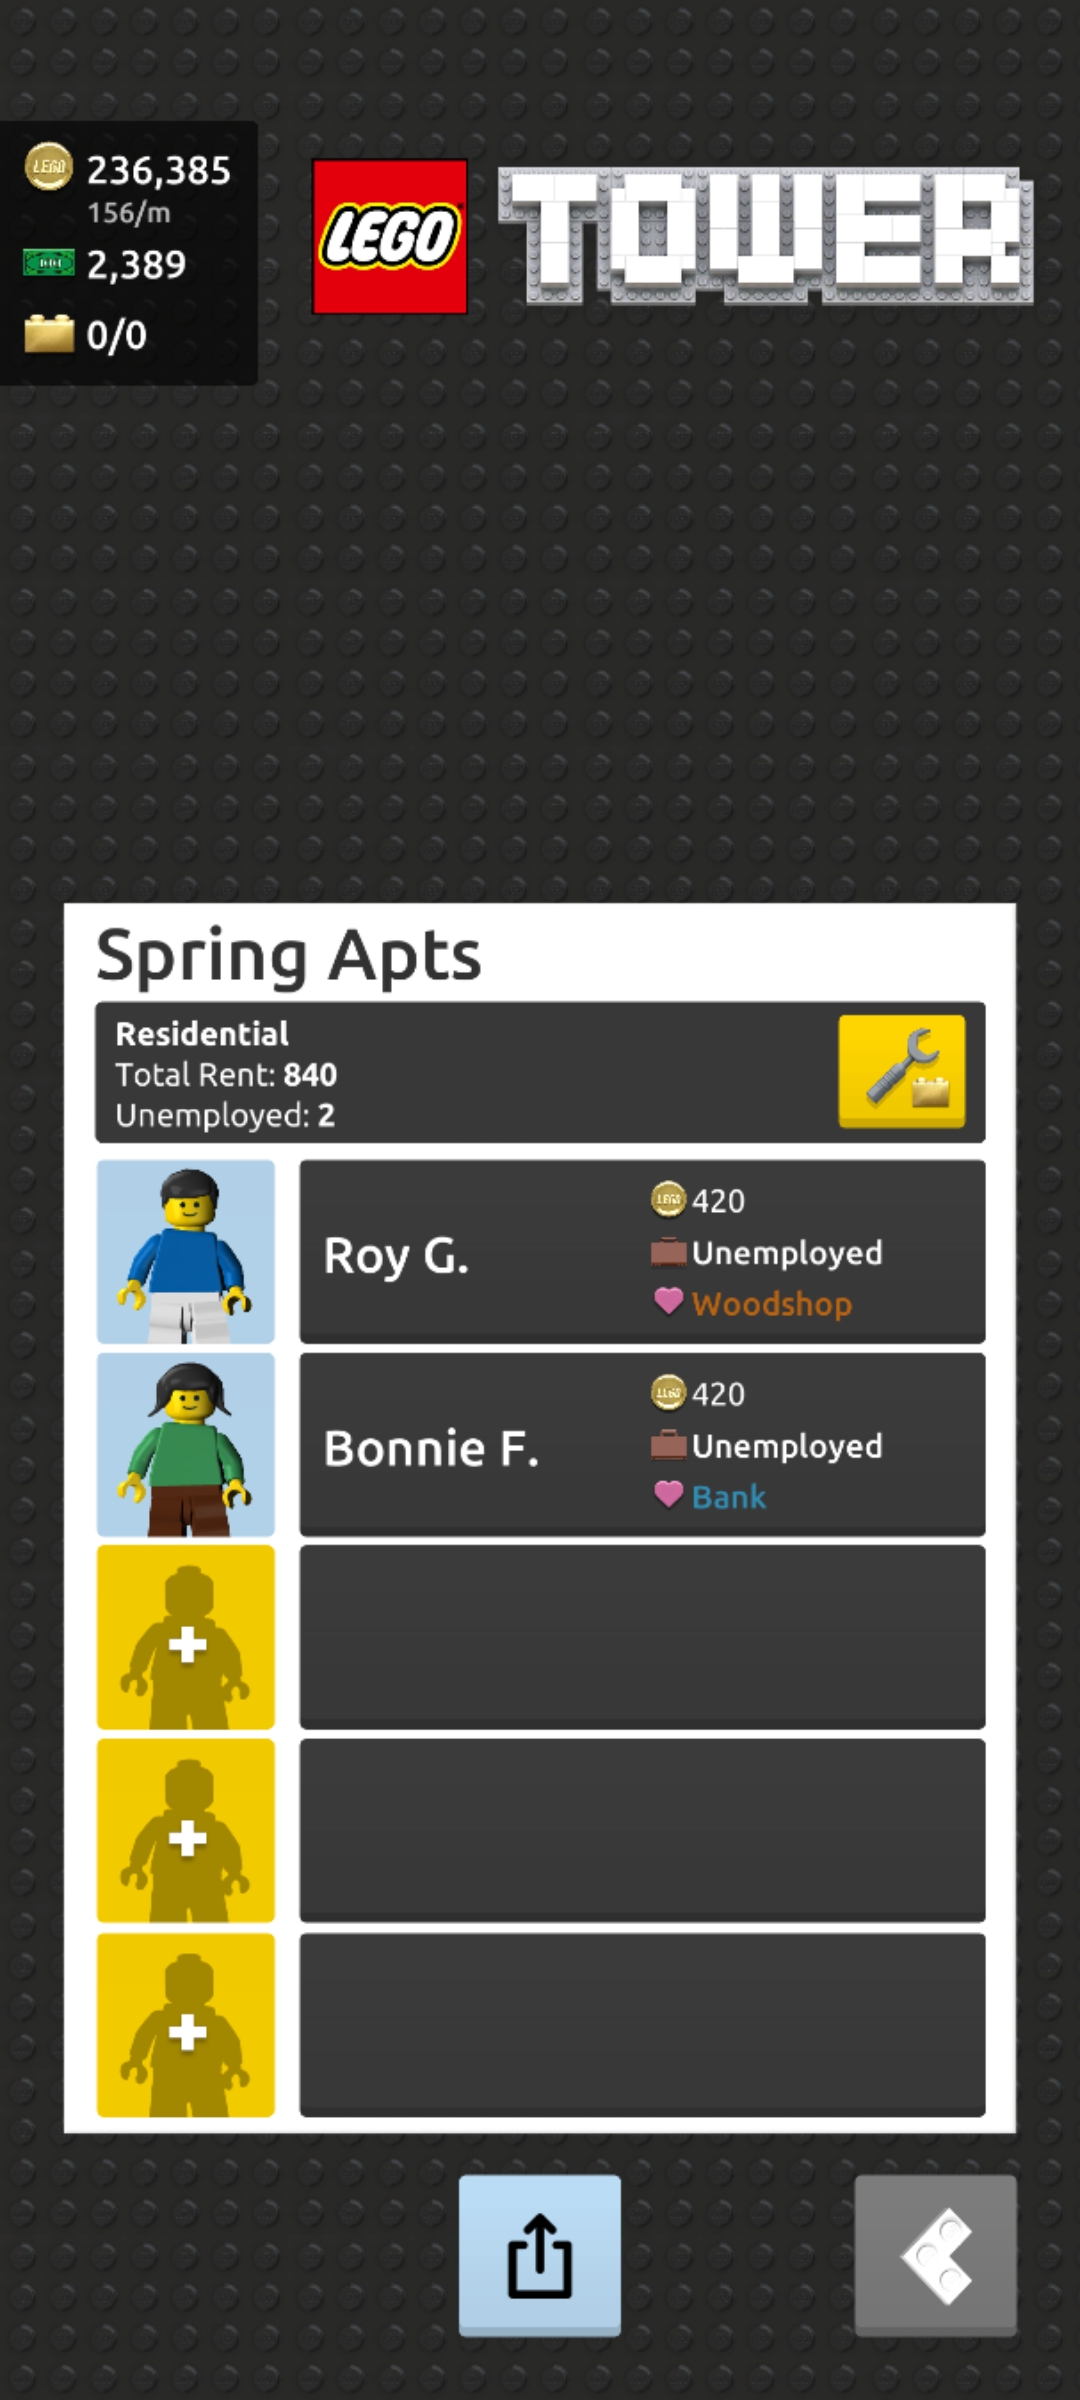 236,385
156/m
2,389
0/0
LEGO
TOWER
Spring Apts
Residential
Total Rent: 840
Unemployed: 2
Roy G.
420
Unemployed
Woodshop
Bonnie F.
420
Unemployed
Bank